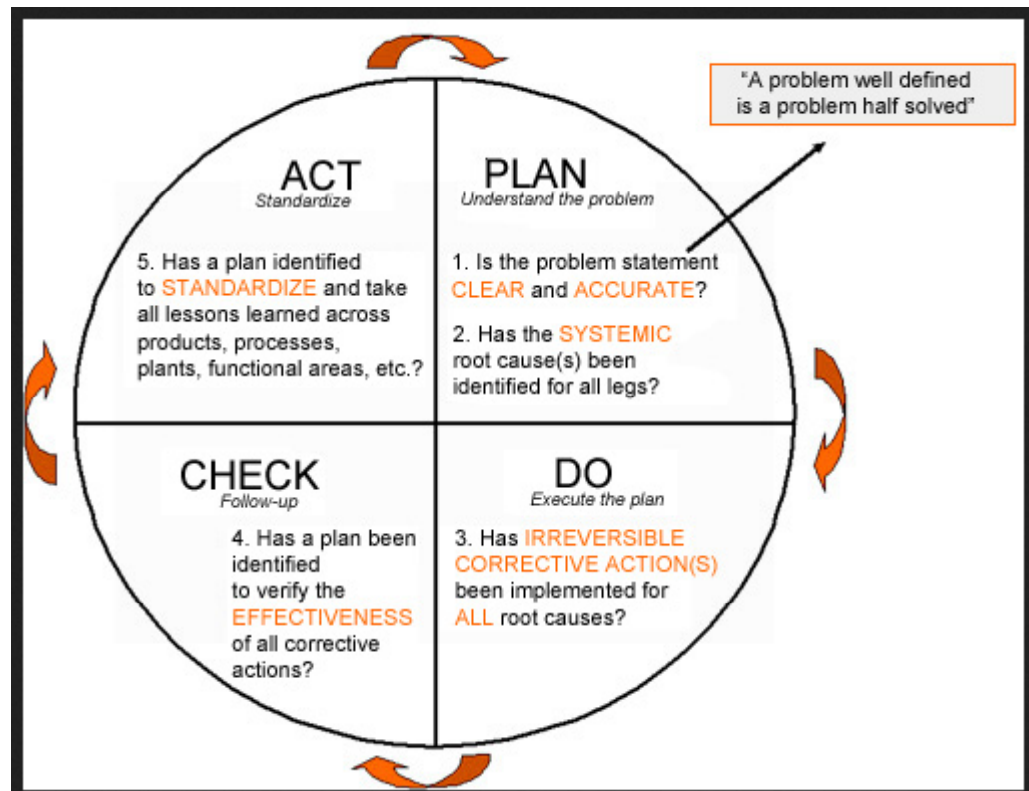 "A problem well defined
is a problem half solved"
ACT
Standardize
5. Has a plan identified
to STANDARDIZE and take
all lessons learned across
products, processes,
plants, functional areas, etc.?
PLAN
Understand the problem
1. Is the problem statement
CLEAR and ACCURATE?
2. Has the SYSTEMIC
root cause(s) been
identified for all legs?
CHECK
Follow-up
4. Has a plan been
identified
to verify the
EFFECTIVENESS
of all corrective
actions?
DO
Execute the plan
3. Has IRREVERSIBLE
CORRECTIVE ACTION(S)
been implemented for
ALL root causes?